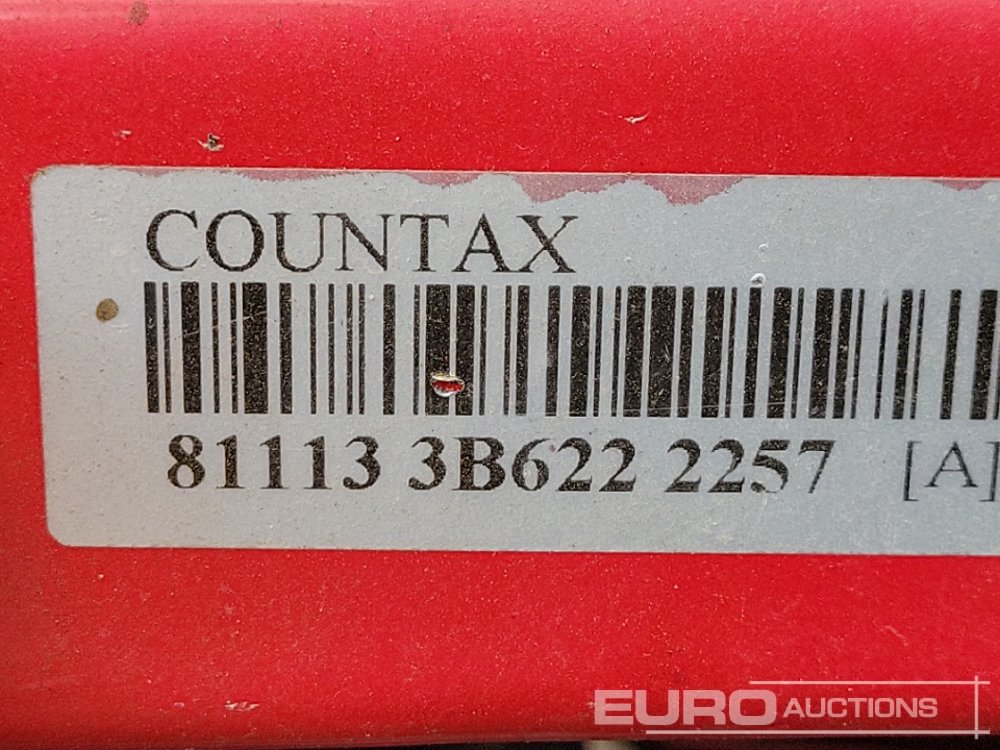 COUNTAX
81113 3B622 2257 [A]
EURO AUCTIONS